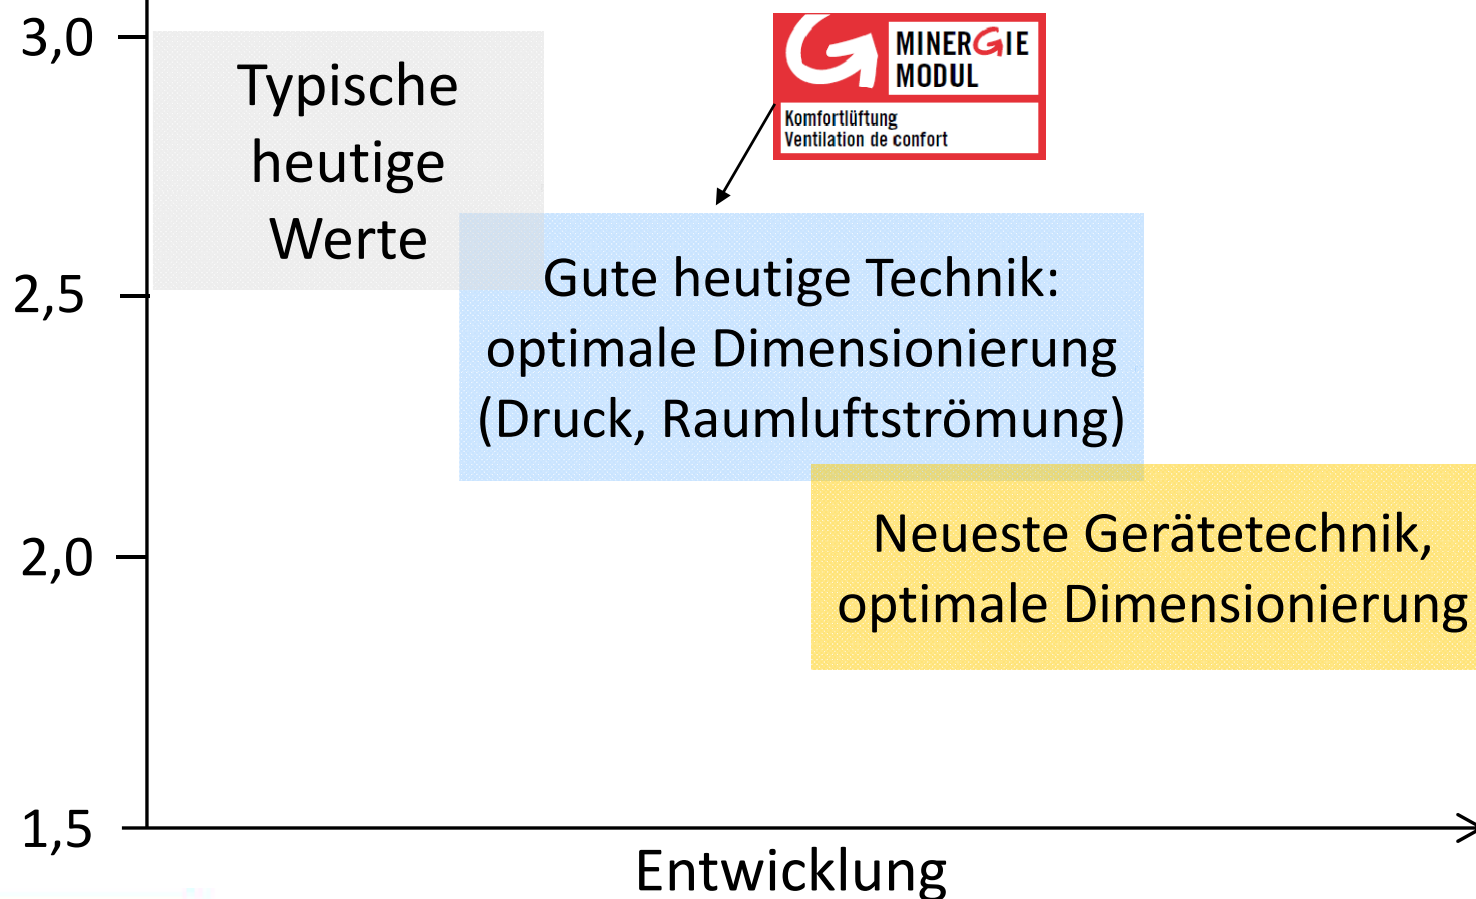 3,0
2,5
2,0
1,5
Typische
heutige
Werte
MINERGIE
MODUL
Komfortlüftung
Ventilation de confort
Gute heutige Technik:
optimale Dimensionierung
(Druck, Raumluftströmung)
Neueste Gerätetechnik,
optimale Dimensionierung
Entwicklung